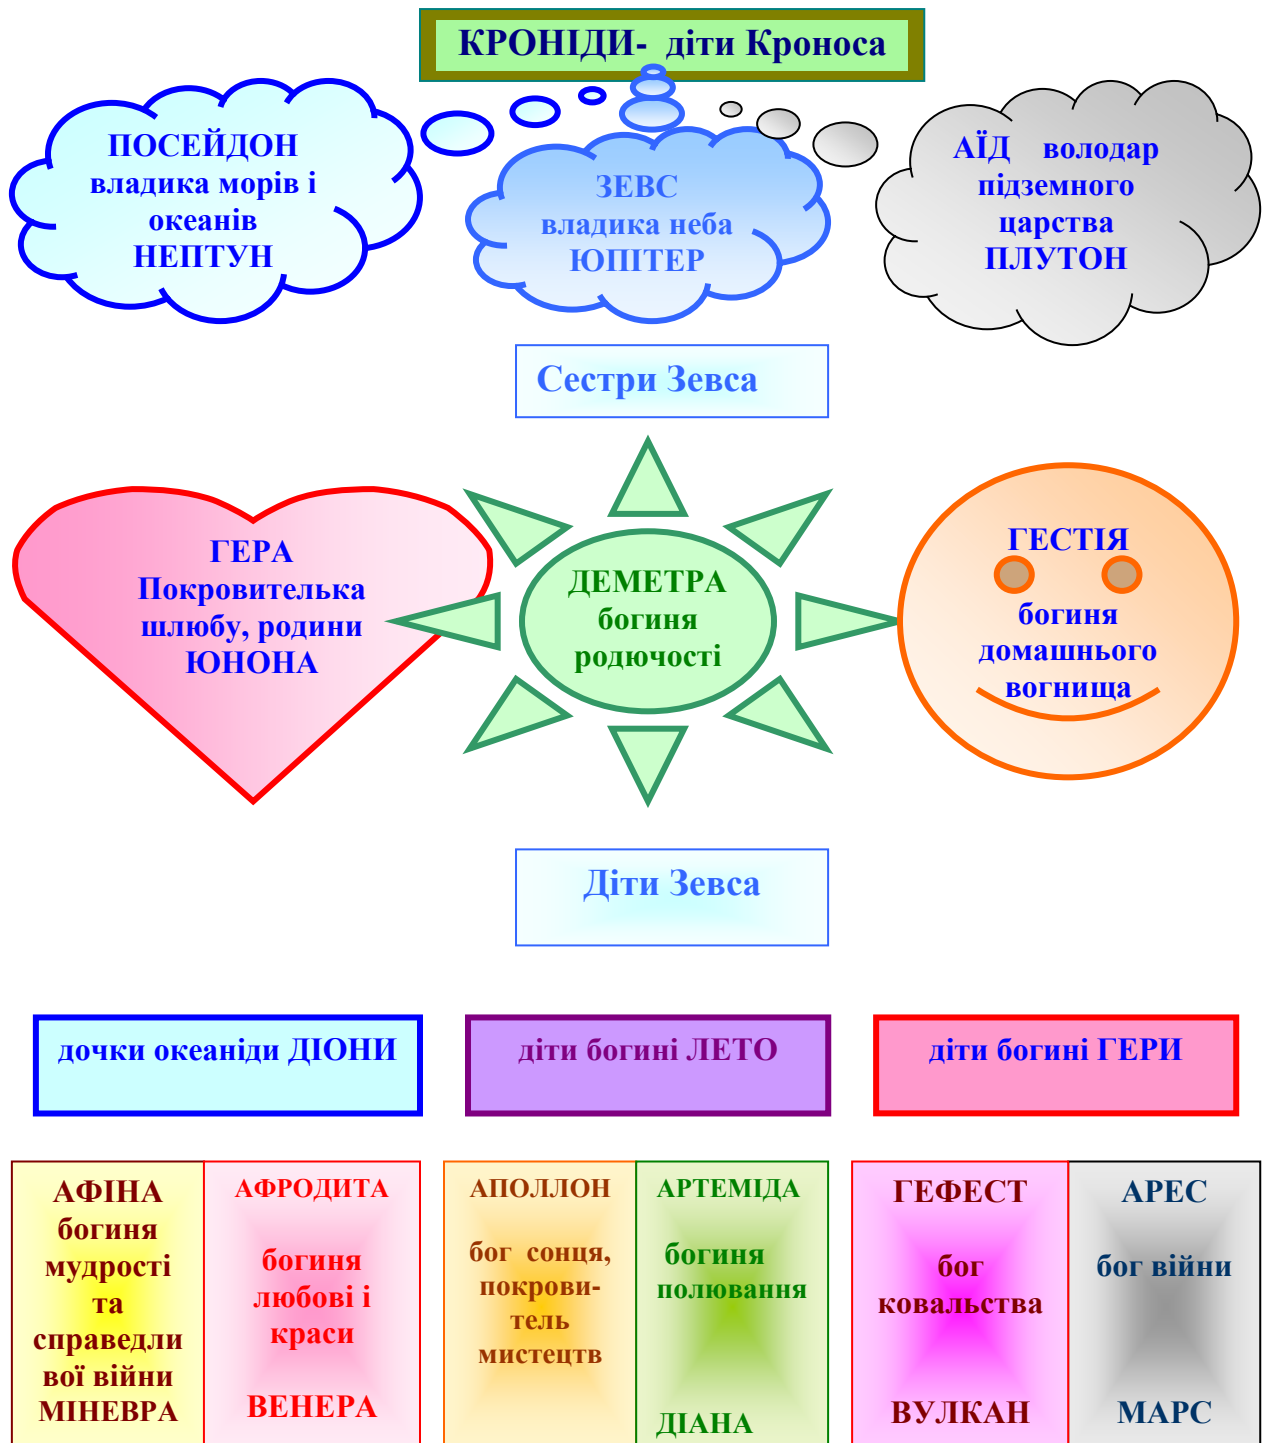 КРОНІДИ- діти Кроноса
ПОСЕЙДОН
владика морів і
океанів
НЕПТУН
ЗЕВС
владика неба
ЮПІТЕР
АЇД володар
підземного
царства
ПЛУТОН
Сестри Зевса
ГЕРА
Покровителька
шлюбу, родини
ЮНОНА
ДЕМЕТРА
богиня
родючості
ГЕСТІЯ
богиня
домашнього
вогнища
Діти Зевса
дочки океаніди ДІОНИ
діти богині ЛЕТО
діти богині ГЕРИ
АФІНА
богиня
мудрості
та
справедли
вої війни
МІНЕВРА
АФРОДИТА
богиня
любові і
краси
ВЕНЕРА
АПОЛЛОН
бог сонця,
покрови-
тель
мистецтв
АРТЕМІДА
богиня
полювання
ДІАНА
ГЕФЕСТ
бог
ковальства
ВУЛКАН
АРЕС
бог війни
МАРС